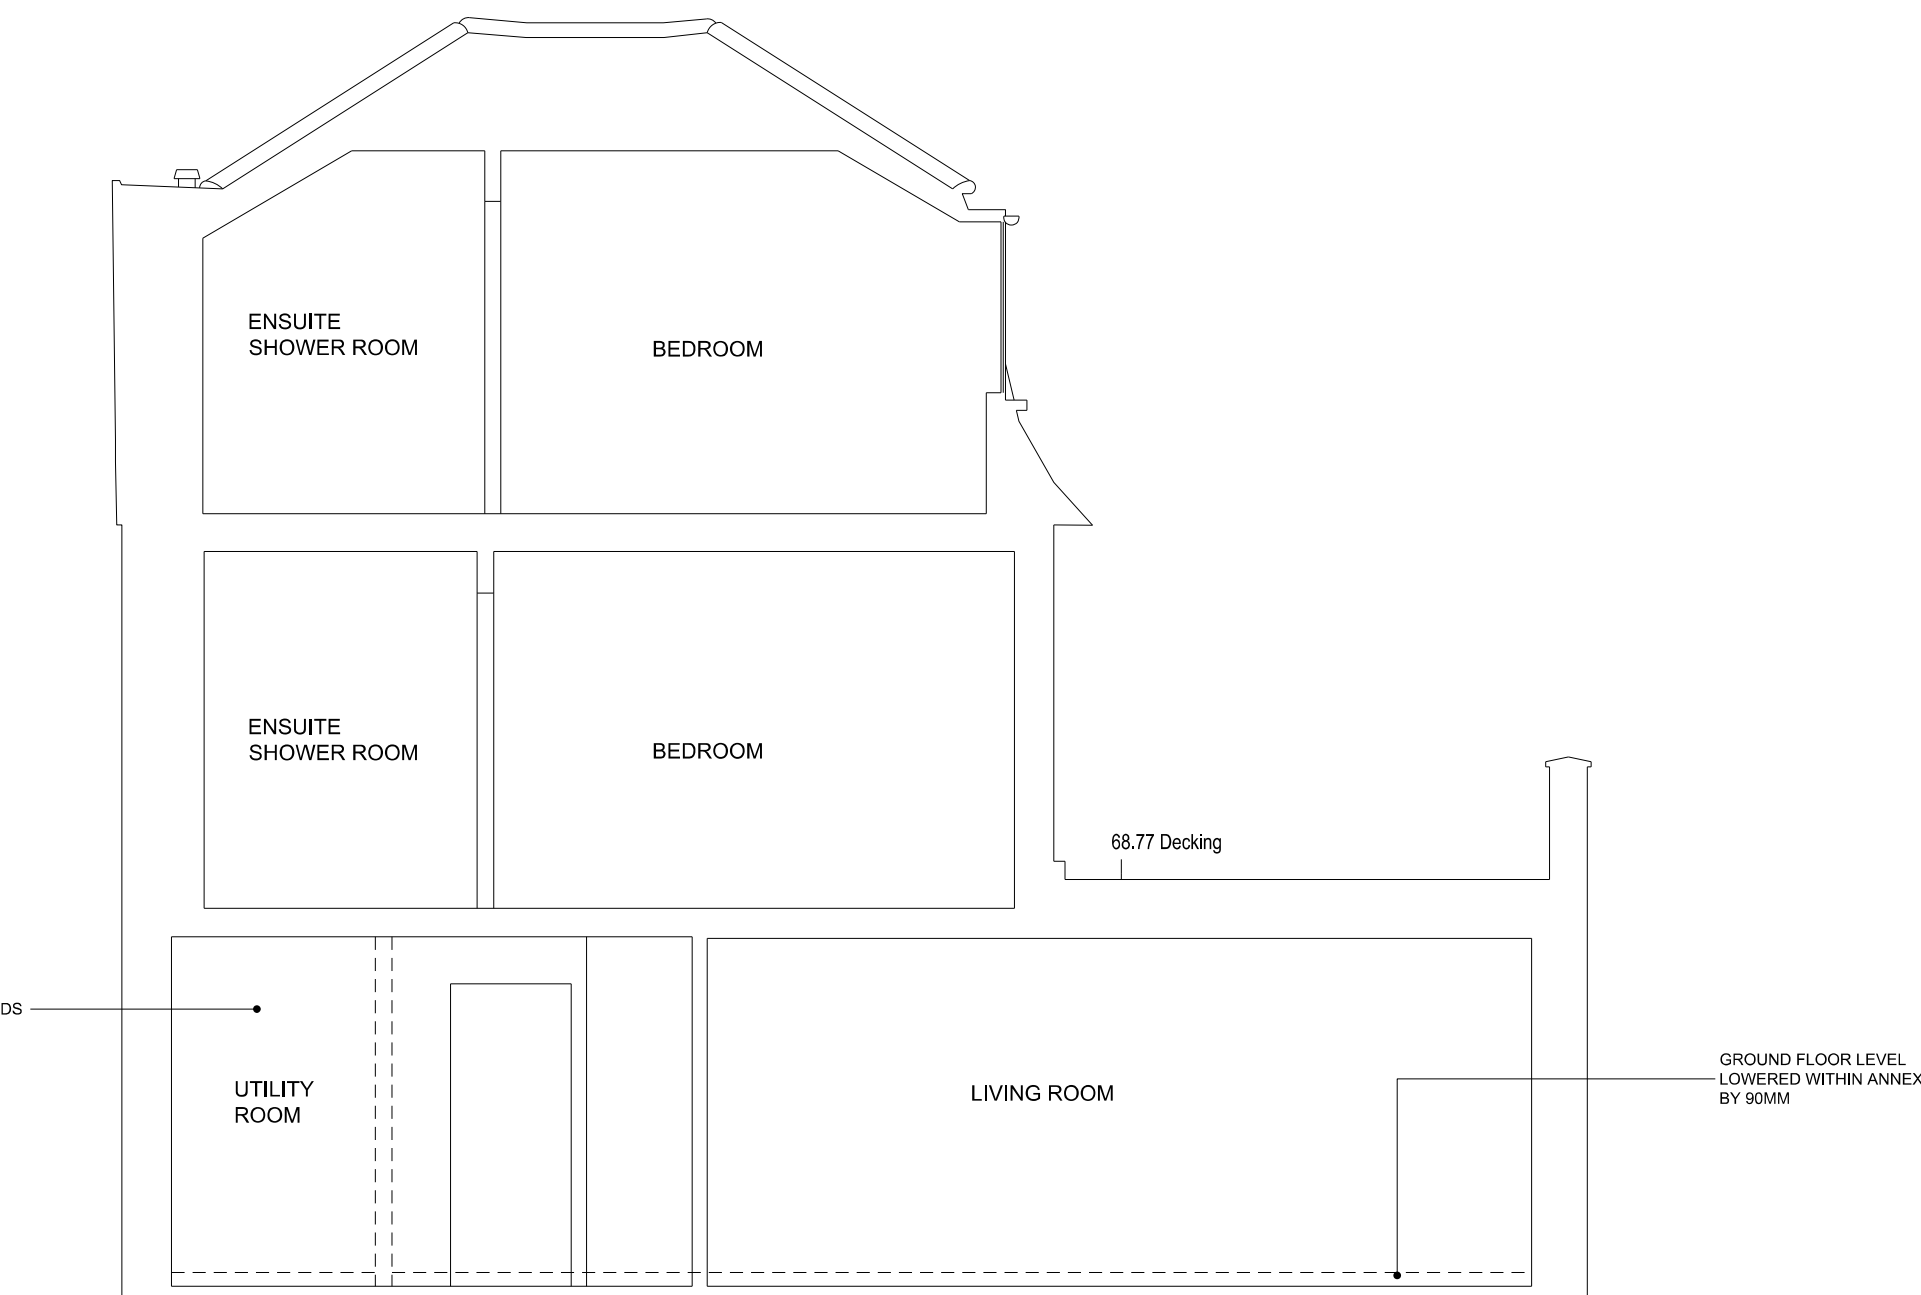 ENSUITE
SHOWER ROOM
BEDROOM
ENSUITE
SHOWER ROOM
BEDROOM
68.77 Decking
DS
UTILITY
ROOM
LIVING ROOM
GROUND FLOOR LEVEL
LOWERED WITHIN ANNEX
BY 90MM